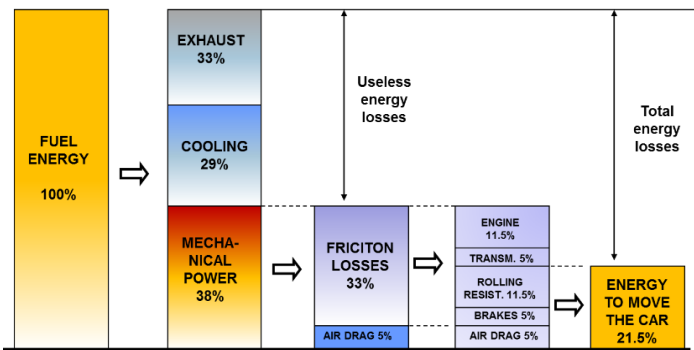 FUEL
ENERGY
100%
EXHAUST
33%
COOLING
29%
MECHA-
NICAL
POWER
38%
Useless
energy
losses
FRICITON
LOSSES
33%
AIR DRAG 5%
ENGINE
11.5%
TRANSM. 5%
ROLLING
RESIST. 11.5%
BRAKES 5%
AIR DRAG 5%
Total
energy
losses
ENERGY
TO MOVE
THE CAR
21.5%